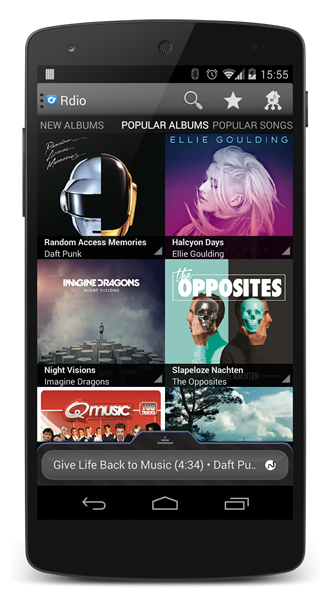 15:55
Rdio
NEW ALBUMS
POPULAR ALBUMS
POPULAR SONGS
Random
Access
Memories
ELLIE GOULDING
Random Access Memories
Daft Punk
Halcyon Days
Ellie Goulding
IMAGINE DRAGONS
NIGHT VISIONS
the
OPPOSITES
Night Visions
Imagine Dragons
Slapeloze Nachten
The Opposites
Q music
Give Life Back to Music (4:34) • Daft Pu..